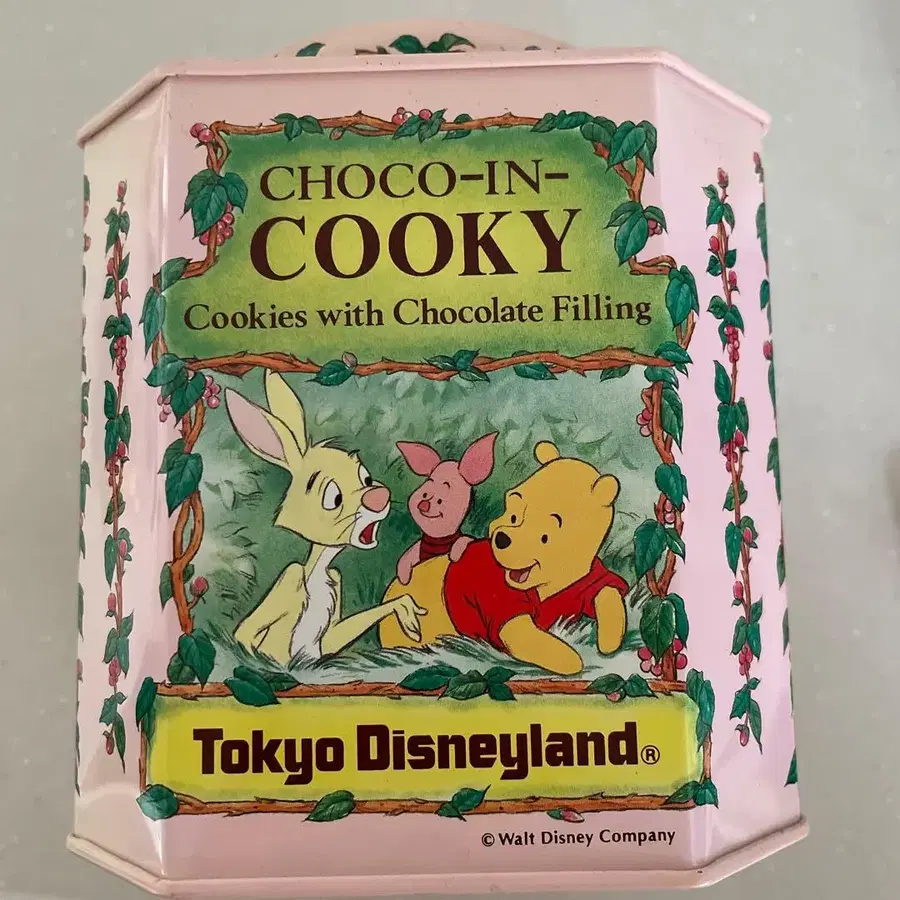 CHOCO-IN-
COOKY
Cookies with Chocolate Filling
Tokyo Disneyland®
© Walt Disney Company